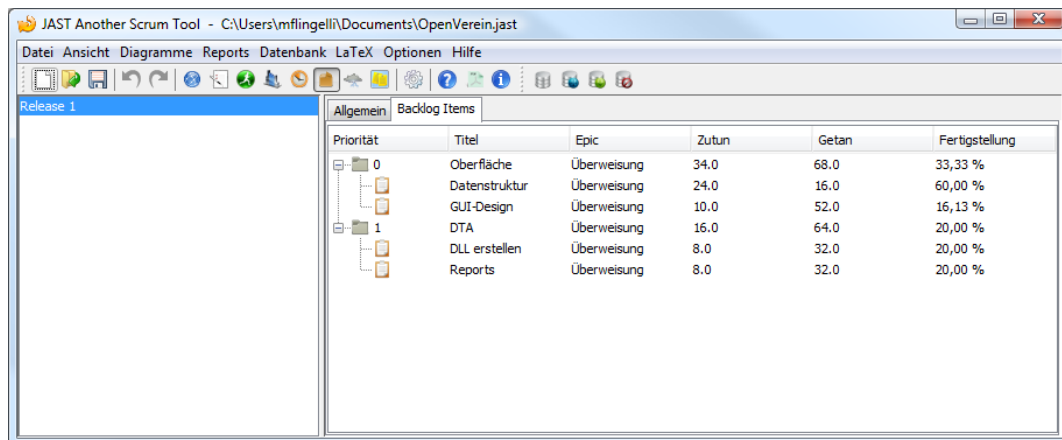 JAST Another Scrum Tool - C:\Users\mflingelli\Documents\OpenVerein.jast
Datei Ansicht Diagramme Reports Datenbank LaTeX Optionen Hilfe
Release 1
Allgemein Backlog Items
Priorität Titel Epic Zutun Getan Fertigstellung
0 Oberfläche Überweisung 34.0 68.0 33,33 %
Datenstruktur Überweisung 24.0 16.0 60,00 %
GUI-Design Überweisung 10.0 52.0 16,13 %
1 DTA Überweisung 16.0 64.0 20,00 %
DLL erstellen Überweisung 8.0 32.0 20,00 %
Reports Überweisung 8.0 32.0 20,00 %